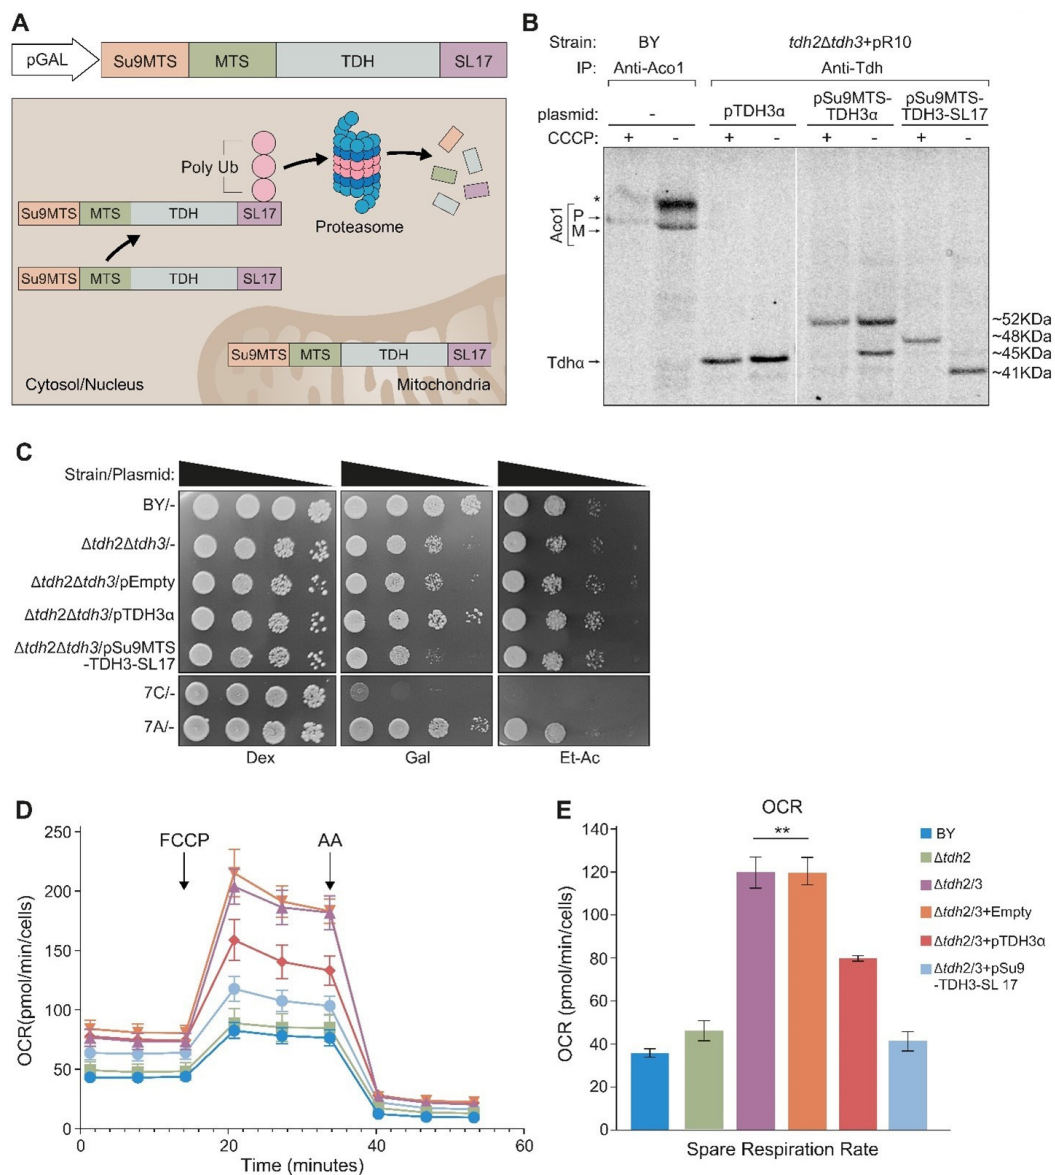 A
pGAL
Su9MTS MTS TDH SL17
Poly Ub
Proteasome
Su9MTS MTS TDH SL17
Su9MTS MTS TDH SL17
Su9MTS MTS TDH SL17
Cytosol/Nucleus
Mitochondria
B
Strain: BY tdh2Δtdh3+pR10
IP: Anti-Aco1 Anti-Tdh
plasmid: - pTDH3α pSu9MTS-TDH3α pSu9MTS-TDH3-SL17
CCCP: + - + - + - + -
*
Aco1
P
M
Tdhα
~52KDa
~48KDa
~45KDa
~41KDa
C
Strain/Plasmid:
BY/-
Δtdh2Δtdh3/-
Δtdh2Δtdh3/pEmpty
Δtdh2Δtdh3/pTDH3α
Δtdh2Δtdh3/pSu9MTS
-TDH3-SL17
7C/-
7A/-
Dex Gal Et-Ac
D
OCR(pmol/min/cells)
250
200
150
100
50
0
FCCP
AA
0 20 40 60
Time (minutes)
E
OCR
OCR (pmol/min/cells)
140
120
100
80
60
40
20
0
**
Spare Respiration Rate
BY
Δtdh2
Δtdh2/3
Δtdh2/3+Empty
Δtdh2/3+pTDH3α
Δtdh2/3+pSu9
-TDH3-SL 17